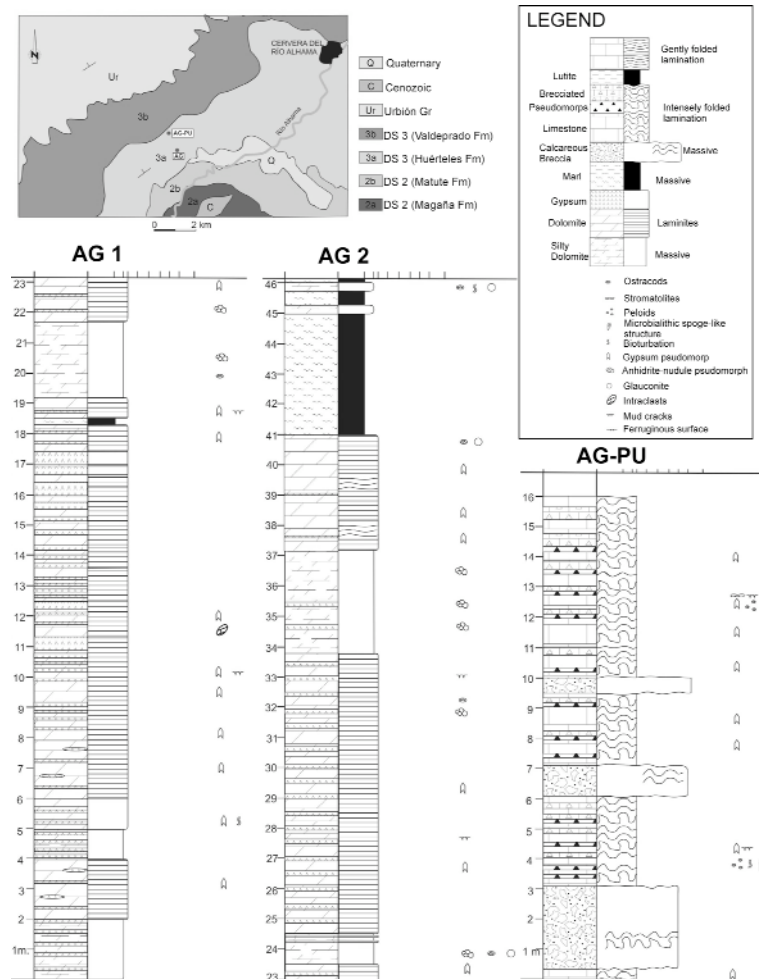 N
CERVERA DEL
RÍO ALHAMA
Ur
3b
AG-PU
AG
3a
Río Alhama
Q
2b
2a
C
0 2 km
Q Quaternary
C Cenozoic
Ur Urbión Gr
3b DS 3 (Valdeprado Fm)
3a DS 3 (Huérteles Fm)
2b DS 2 (Matute Fm)
2a DS 2 (Magaña Fm)
LEGEND
Gently folded
lamination
Lutite
Brecciated
Pseudomorps
Intensely folded
lamination
Limestone
Calcareous
Breccia
Massive
Marl
Massive
Gypsum
Dolomite
Laminites
Silty
Dolomite
Massive
Ostracods
Stromatolites
Peloids
Microbialithic spoge-like
structure
Bioturbation
Gypsum psudomorp
Anhidrite-nudule psudomorph
Glauconite
Intraclasts
Mud cracks
Ferruginous surface
AG 1
23
22
21
20
19
18
17
16
15
14
13
12
11
10
9
8
7
6
5
4
3
2
1m.
AG 2
46
45
44
43
42
41
40
39
38
37
36
35
34
33
32
31
30
29
28
27
26
25
24
23
AG-PU
16
15
14
13
12
11
10
9
8
7
6
5
4
3
2
1 m